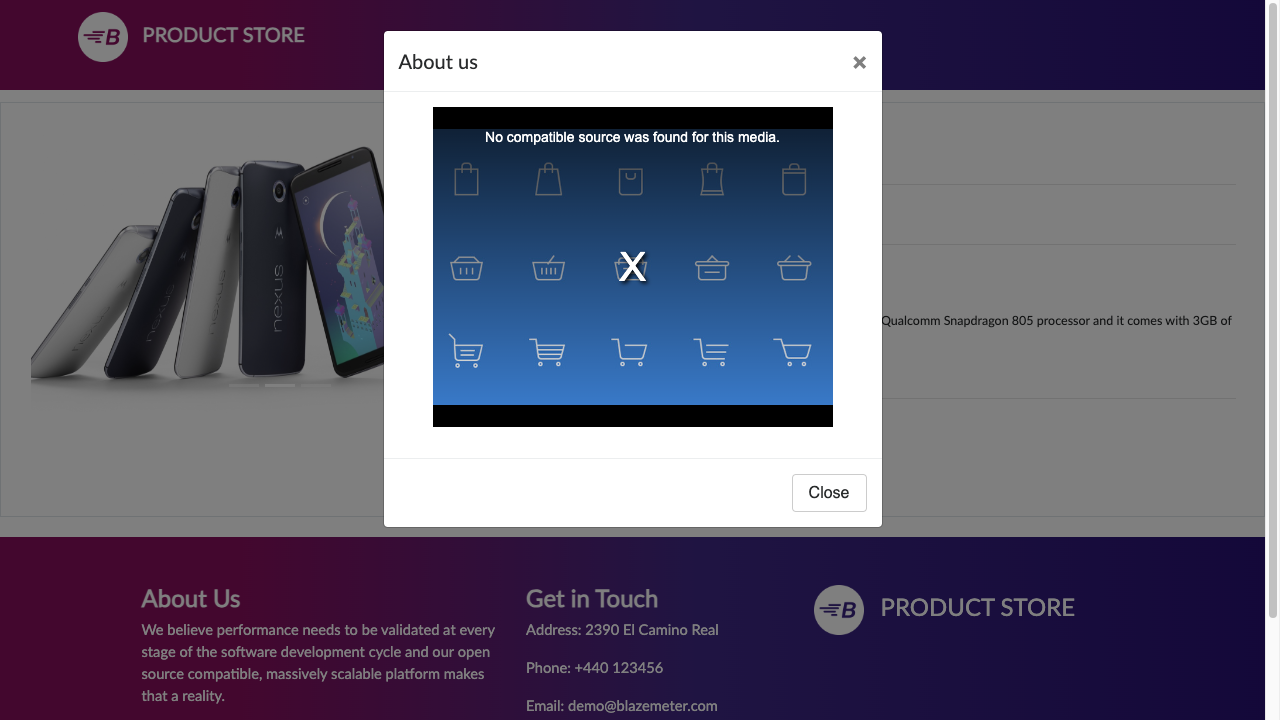 PRODUCT STORE
About us
×
No compatible source was found for this media.
X
nexus
nexus
nexus
Qualcomm Snapdragon 805 processor and it comes with 3GB of
Close
About Us
We believe performance needs to be validated at every
stage of the software development cycle and our open
source compatible, massively scalable platform makes
that a reality.
Get in Touch
Address: 2390 El Camino Real
Phone: +440 123456
Email: demo@blazemeter.com
B PRODUCT STORE